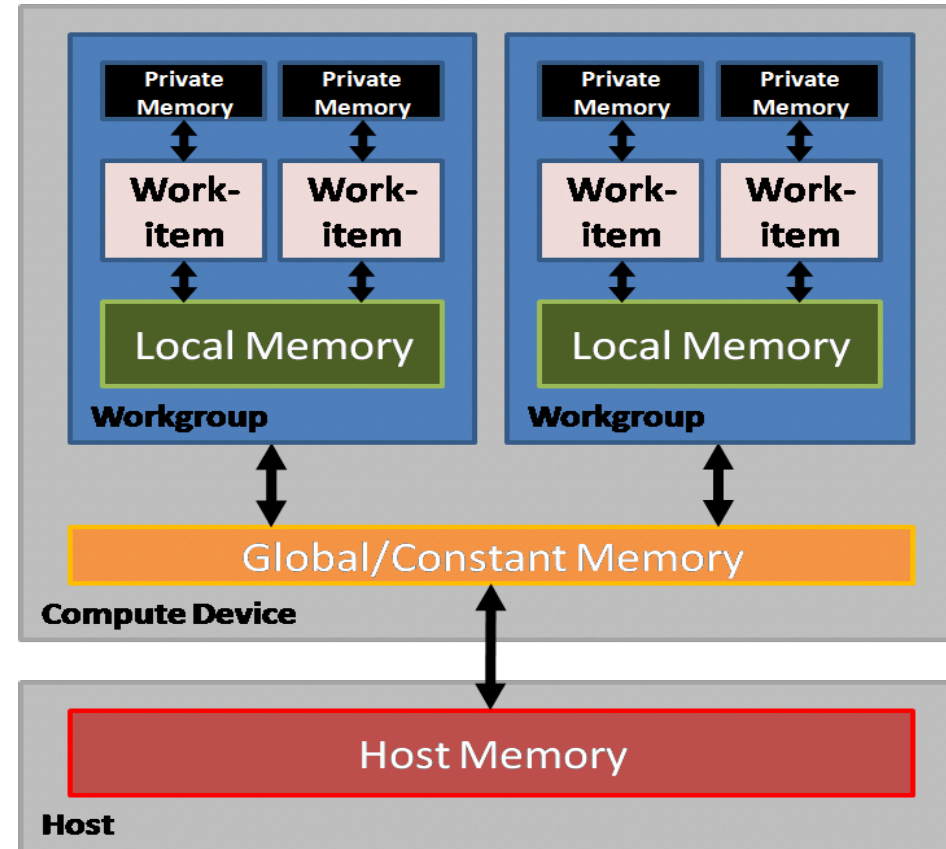 Private Private Private Private
Memory Memory Memory Memory
Work- Work- Work- Work-
item item item item
Local Memory Local Memory
Workgroup Workgroup
Global/Constant Memory
Compute Device
Host Memory
Host